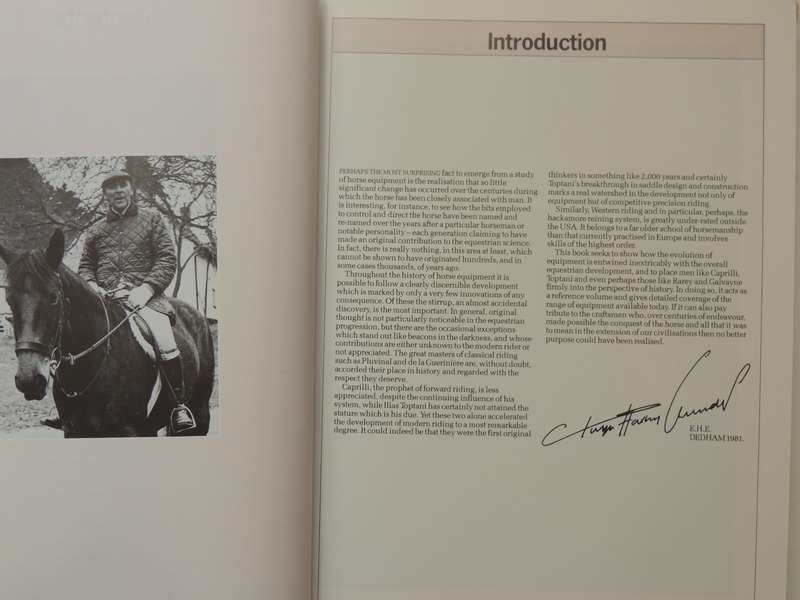 Introduction
PERHAPS THE MOST SURPRISING fact to emerge from a study
of horse equipment is the realisation that so little
significant change has occurred over the centuries during
which the horse has been closely associated with man. It
is interesting, for instance, to see how the bits employed
to control and direct the horse have been named and
re-named over the years after a particular horseman or
notable personality – each generation claiming to have
made an original contribution to the equestrian science.
In fact, there is really nothing, in this area at least, which
cannot be shown to have originated hundreds, and in
some cases thousands, of years ago.
Throughout the history of horse equipment it is
possible to follow a clearly discernible development
which is marked by only a very few innovations of any
consequence. Of these the stirrup, an almost accidental
discovery, is the most important. In general, original
thought is not particularly noticeable in the equestrian
progression, but there are the occasional exceptions
which stand out like beacons in the darkness, and whose
contributions are either unknown to the modern rider or
not appreciated. The great masters of classical riding
such as Pluvinal and de la Guerinière are, without doubt,
accorded their place in history and regarded with the
respect they deserve.
Caprilli, the prophet of forward riding, is less
appreciated, despite the continuing influence of his
system, while Ilias Toptani has certainly not attained the
stature which is his due. Yet these two alone accelerated
the development of modern riding to a most remarkable
degree. It could indeed be that they were the first original
thinkers in something like 2,000 years and certainly
Toptani's breakthrough in saddle design and construction
marks a real watershed in the development not only of
equipment but of competitive precision riding.
Similarly, Western riding and in particular, perhaps, the
hackamore reining system, is greatly under-rated outside
the USA. It belongs to a far older school of horsemanship
than that currently practised in Europe and involves
skills of the highest order.
This book seeks to show how the evolution of
equipment is entwined inextricably with the overall
equestrian development, and to place men like Caprilli,
Toptani and even perhaps those like Rarey and Galvayne
firmly into the perspective of history. In doing so, it acts as
a reference volume and gives detailed coverage of the
range of equipment available today. If it can also pay
tribute to the craftsmen who, over centuries of endeavour,
made possible the conquest of the horse and all that it was
to mean in the extension of our civilisations then no better
purpose could have been realised.
E.H.E.
DEDHAM 1981.